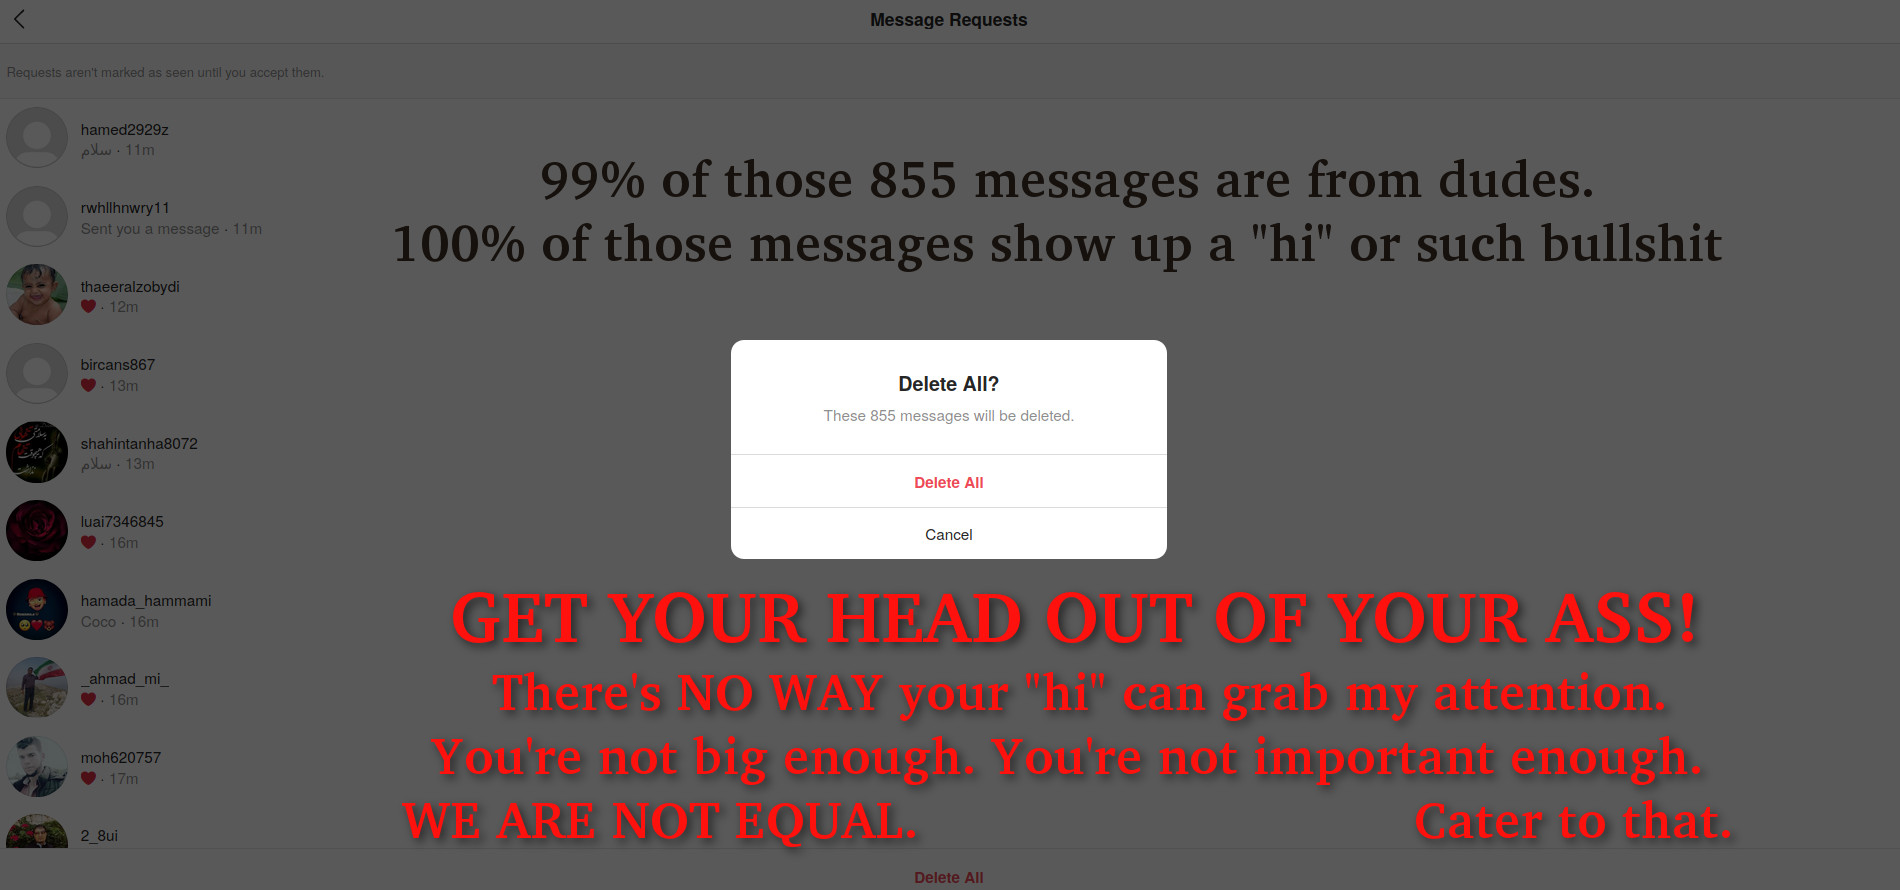 Message Requests
Requests aren't marked as seen until you accept them.
hamed2929z
سلام · 11m
rwhllhnwry11
Sent you a message · 11m
thaeeralzobydi
❤ · 12m
bircans867
❤ · 13m
shahintanha8072
سلام · 13m
luai7346845
❤ · 16m
hamada_hammami
Coco · 16m
_ahmad_mi_
❤ · 16m
moh620757
❤ · 17m
2_8ui
99% of those 855 messages are from dudes.
100% of those messages show up a "hi" or such bullshit
Delete All?
These 855 messages will be deleted.
Delete All
Cancel
GET YOUR HEAD OUT OF YOUR ASS!
There's NO WAY your "hi" can grab my attention.
You're not big enough. You're not important enough.
WE ARE NOT EQUAL. Cater to that.
Delete All